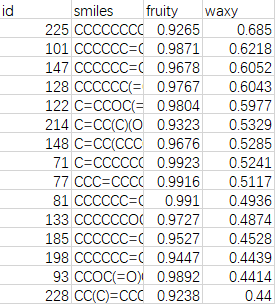 id smiles fruity waxy
225 CCCCCCCC 0.9265 0.685
101 CCCCCC=C 0.9871 0.6218
147 CCCCCC=C 0.9678 0.6052
128 CCCCCC(= 0.9767 0.6043
122 C=CCOC(= 0.9804 0.5977
214 C=CC(C)(O 0.9323 0.5329
148 C=CC(CCC 0.9676 0.5285
71 C=CCCCC 0.9923 0.5241
77 CCC=CCCC 0.9916 0.5117
81 CCCCCC=C 0.991 0.4936
133 CCCCCCOC 0.9727 0.4874
185 CCCCCC=C 0.9527 0.4528
198 CCCCCC=C 0.9447 0.4439
93 CCOC(=O) 0.9892 0.4414
228 CC(C)=CCC 0.9238 0.44